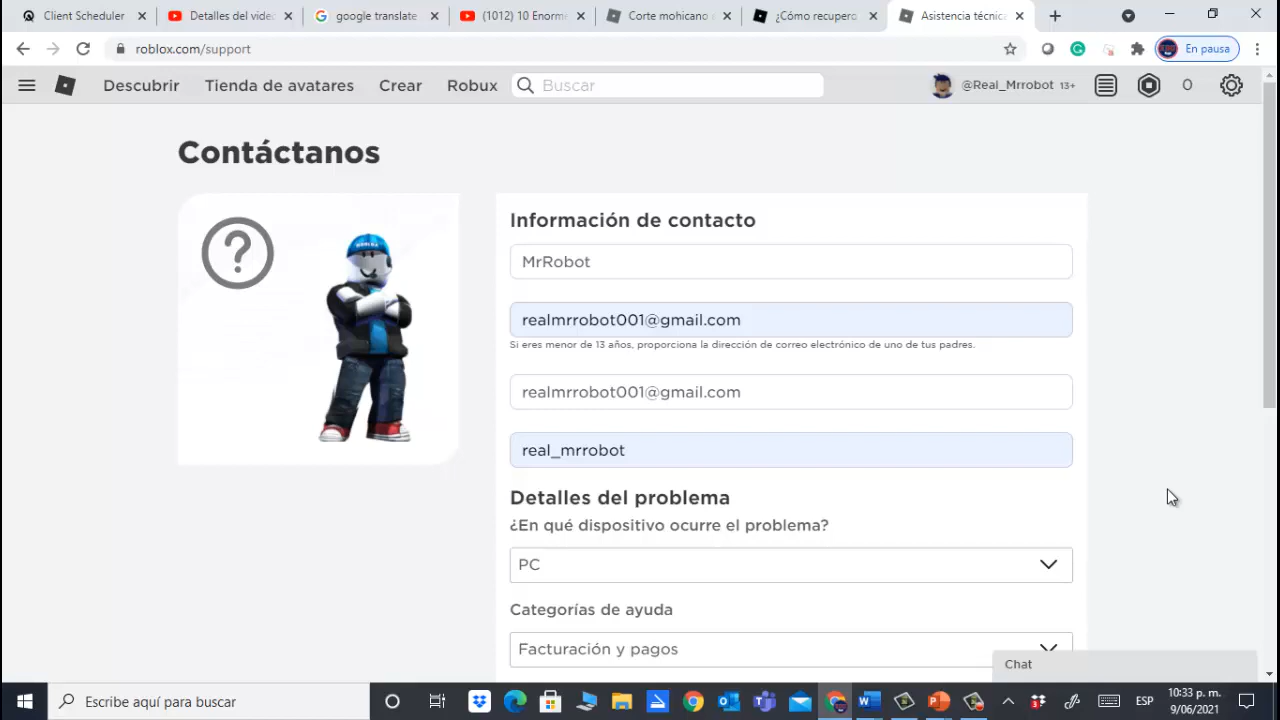 Client Scheduler
Detalles del vide
google translate
(1012) 10 Enorm
Corte mohicano
¿Cómo recupero
Asistencia técnica
roblox.com/support
En pausa
Descubrir
Tienda de avatares
Crear
Robux
Buscar
@Real_Mrrobot 13+
0
Contáctanos
Información de contacto
MrRobot
realmrrobot001@gmail.com
Si eres menor de 13 años, proporciona la dirección de correo electrónico de uno de tus padres.
realmrrobot001@gmail.com
real_mrrobot
Detalles del problema
¿En qué dispositivo ocurre el problema?
PC
Categorías de ayuda
Facturación y pagos
Chat
Escribe aquí para buscar
ESP
10:33 p. m.
9/06/2021